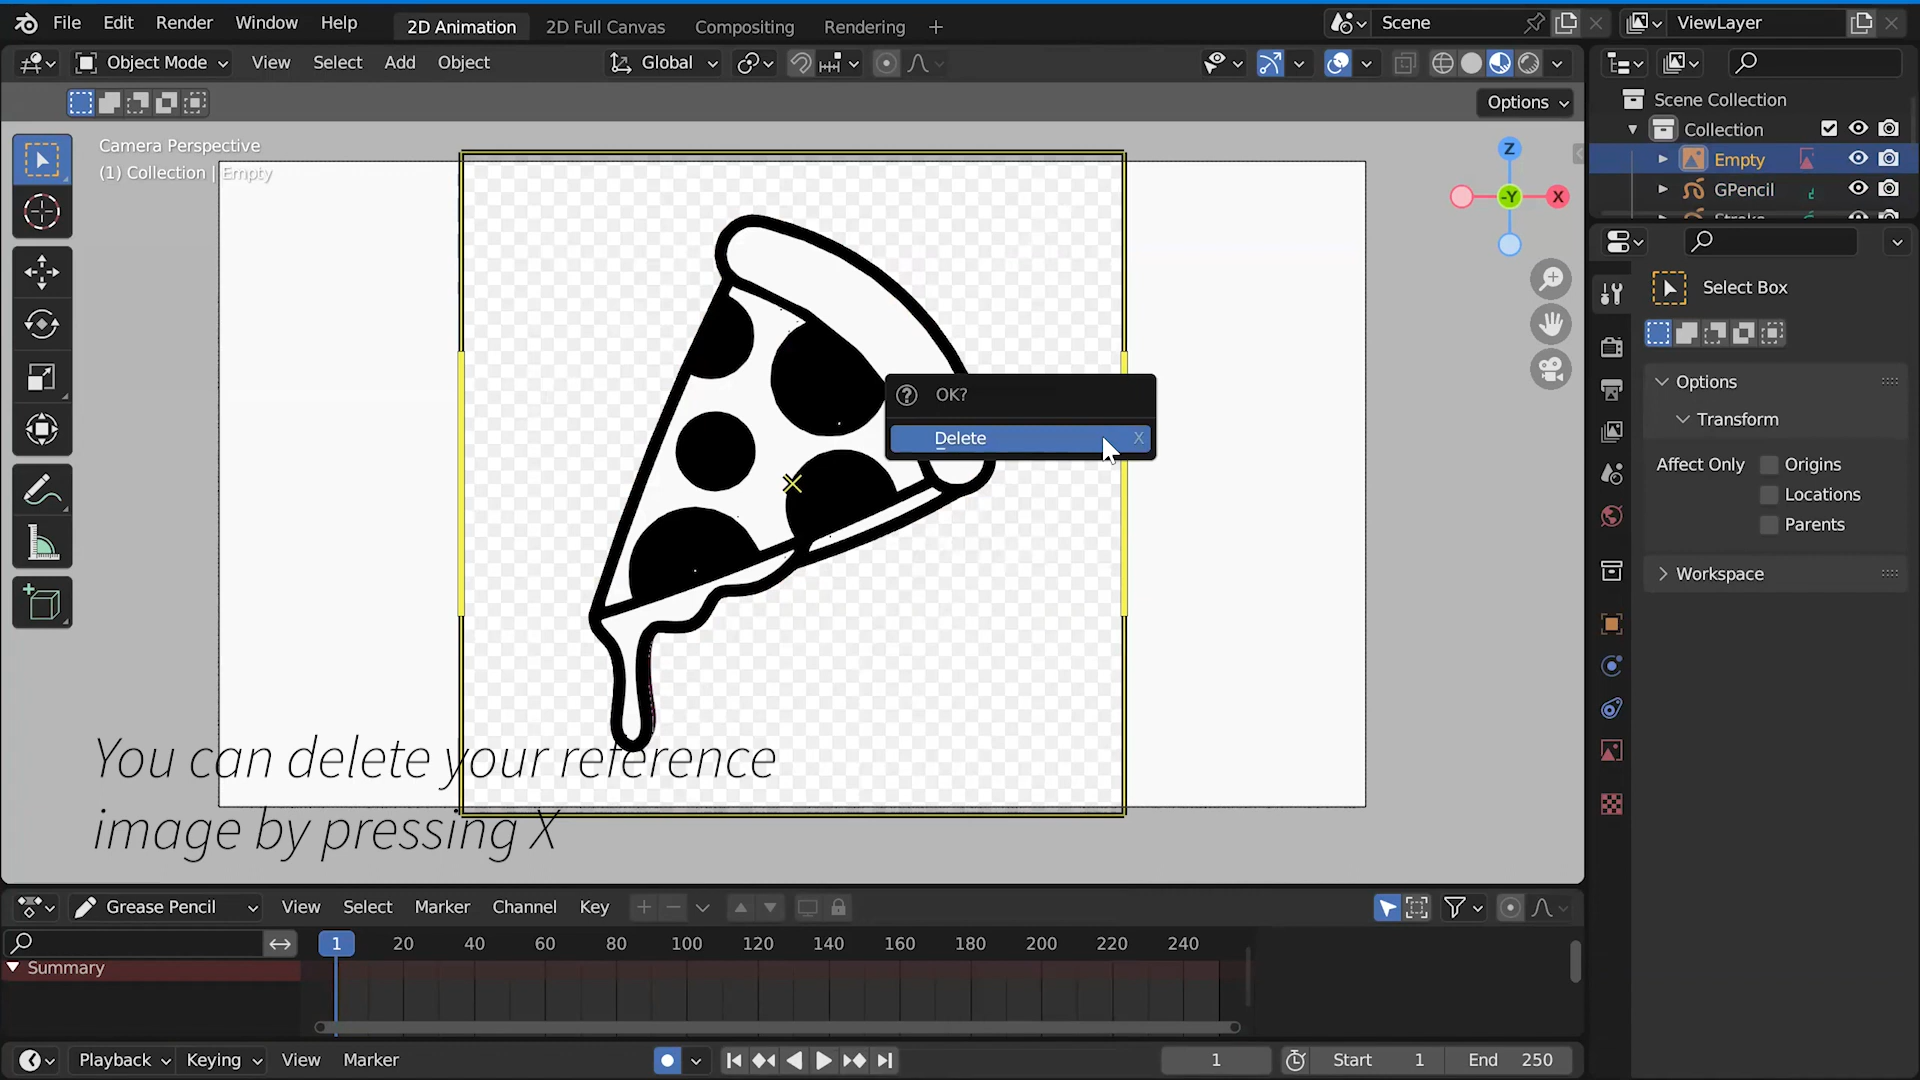 File Edit Render Window Help 2D Animation 2D Full Canvas Compositing Rendering + Scene ViewLayer
Object Mode View Select Add Object Global
Options
Camera Perspective
(1) Collection | Empty
Z
-Y
X
OK?
Delete X
You can delete your reference
image by pressing X
Scene Collection
Collection
Empty
GPencil
Stroke
Select Box
Options
Transform
Affect Only Origins
Locations
Parents
Workspace
Grease Pencil View Select Marker Channel Key
1 20 40 60 80 100 120 140 160 180 200 220 240
Summary
Playback Keying View Marker 1 Start 1 End 250